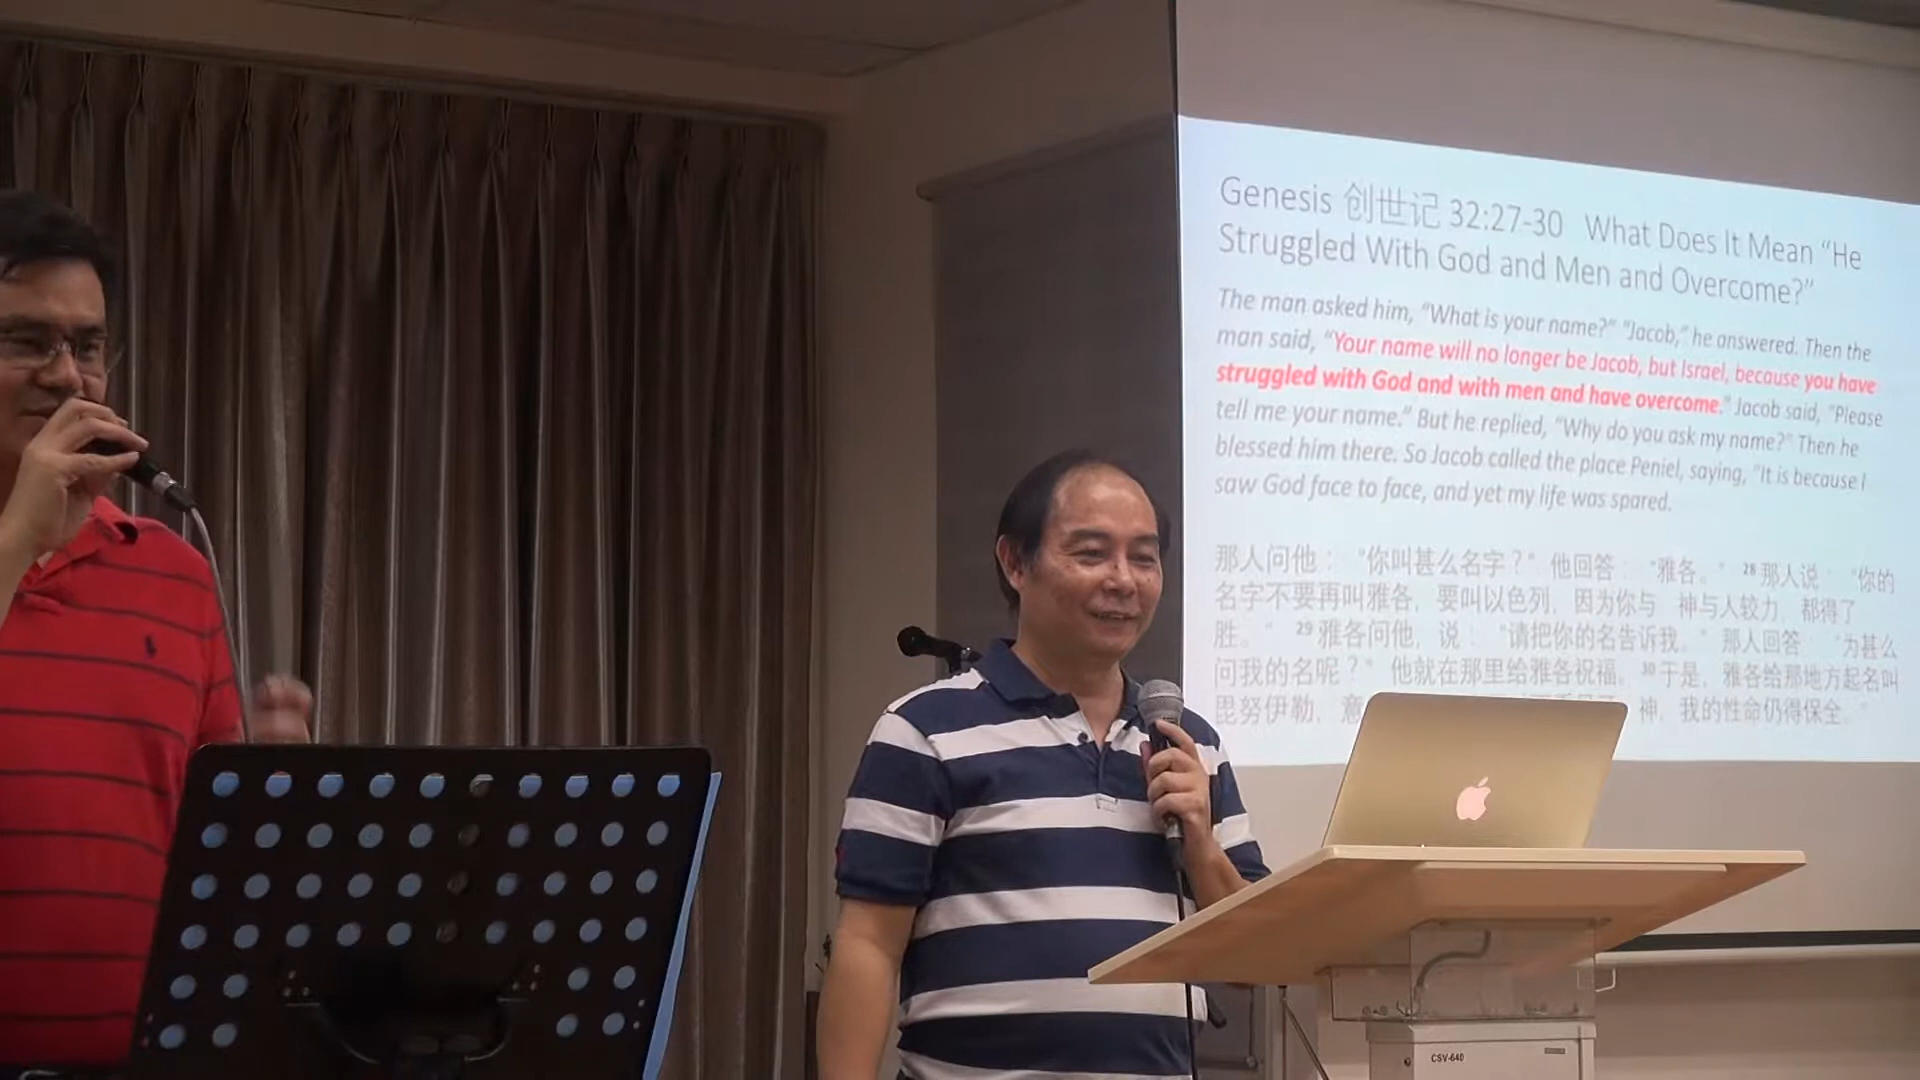 Genesis 创世记 32:27-30 What Does It Mean “He
Struggled With God and Men and Overcome?”
The man asked him, “What is your name?” “Jacob,” he answered. Then the
man said, “Your name will no longer be Jacob, but Israel, because you have
struggled with God and with men and have overcome.” Jacob said, “Please
tell me your name.” But he replied, “Why do you ask my name?” Then he
blessed him there. So Jacob called the place Peniel, saying, “It is because I
saw God face to face, and yet my life was spared.
那人问他：“你叫甚么名字？”他回答：“雅各。” 28 那人说：“你的
名字不要再叫雅各，要叫以色列，因为你与 神与人较力，都得了
胜。” 29 雅各问他，说：“请把你的名告诉我。”那人回答：“为甚么
问我的名呢？”他就在那里给雅各祝福。 30 于是，雅各给那地方起名叫
毘努伊勒，意 神，我的性命仍得保全。”
CSV-640